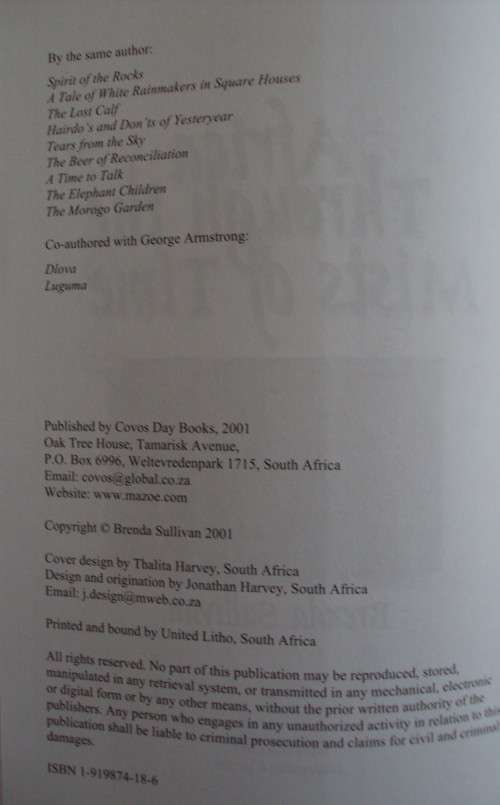 By the same author:
Spirit of the Rocks
A Tale of White Rainmakers in Square Houses
The Lost Calf
Hairdo's and Don'ts of Yesteryear
Tears from the Sky
The Beer of Reconciliation
A Time to Talk
The Elephant Children
The Morogo Garden
Co-authored with George Armstrong:
Dlova
Luguma
Published by Covos Day Books, 2001
Oak Tree House, Tamarisk Avenue,
P.O. Box 6996, Weltevredenpark 1715, South Africa
Email: covos@global.co.za
Website: www.mazoe.com
Copyright © Brenda Sullivan 2001
Cover design by Thalita Harvey, South Africa
Design and origination by Jonathan Harvey, South Africa
Email: j.design@mweb.co.za
Printed and bound by United Litho, South Africa
All rights reserved. No part of this publication may be reproduced, stored,
manipulated in any retrieval system, or transmitted in any mechanical, electronic
or digital form or by any other means, without the prior written authority of the
publishers. Any person who engages in any unauthorized activity in relation to this
publication shall be liable to criminal prosecution and claims for civil and criminal
damages.
ISBN 1-919874-18-6